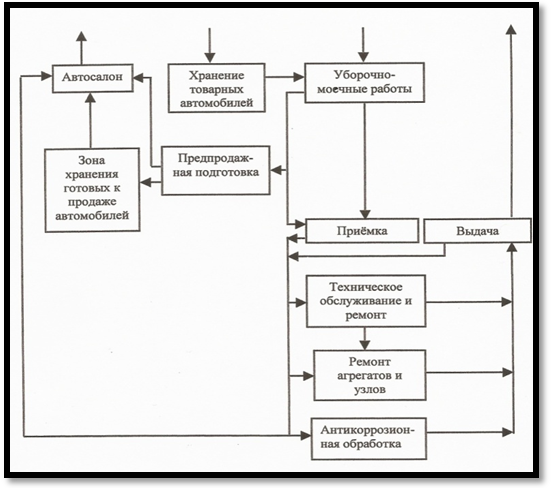 Автосалон
Хранение
товарных
автомобилей
Уборочно-
моечные работы
Зона
хранения
готовых к
продаже
автомобилей
Предпродаж-
ная подготовка
Приёмка
Выдача
Техническое
обслуживание и
ремонт
Ремонт
агрегатов и
узлов
Антикоррозион-
ная обработка